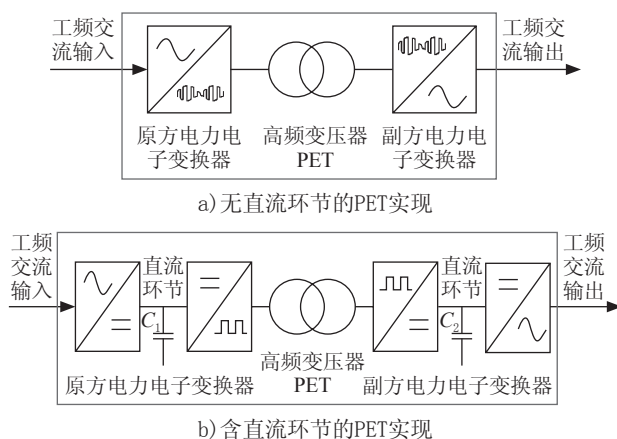 工频交
流输入
工频交
流输出
原方电力电
子变换器
高频变压器
PET
副方电力电
子变换器
a)无直流环节的PET实现
工频
交流
输入
直流
环节
C₁
高频变压器
PET
直流
环节
C₂
工频
交流
输出
原方电力电子变换器
副方电力电子变换器
b)含直流环节的PET实现